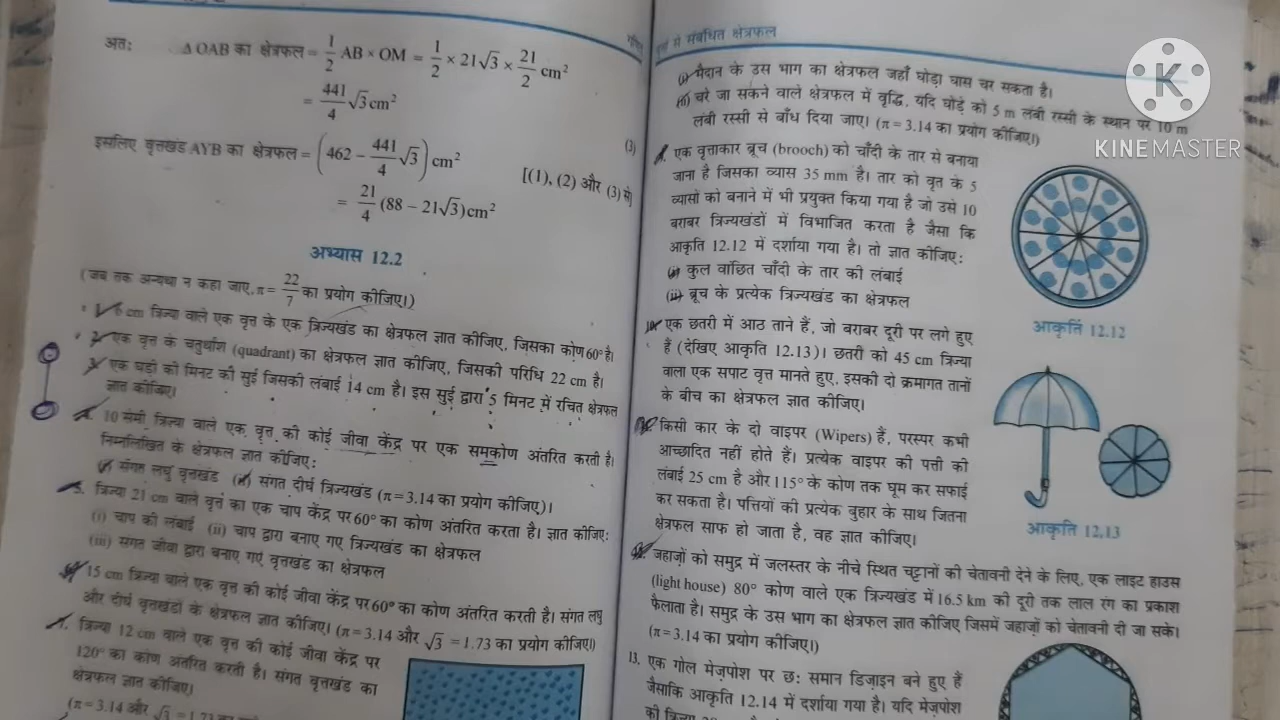 अतः ∆ OAB का क्षेत्रफल = 1/2 AB × OM = 1/2 × 21√3 × 21/2 cm²
= 441/4 √3 cm²
(3)
इसलिए वृत्तखंड AYB का क्षेत्रफल = (462 – 441/4 √3) cm²
[(1), (2) और (3) से]
= 21/4 (88 – 21√3) cm²
अभ्यास 12.2
(जब तक अन्यथा न कहा जाए, π = 22/7 का प्रयोग कीजिए।)
1. 6 cm त्रिज्या वाले एक वृत्त के एक त्रिज्यखंड का क्षेत्रफल ज्ञात कीजिए, जिसका कोण 60° है।
2. एक वृत्त के चतुर्थांश (quadrant) का क्षेत्रफल ज्ञात कीजिए, जिसकी परिधि 22 cm है।
3. एक घड़ी की मिनट की सुई जिसकी लंबाई 14 cm है। इस सुई द्वारा 5 मिनट में रचित क्षेत्रफल
ज्ञात कीजिए।
4. 10 सेमी त्रिज्या वाले एक वृत्त की कोई जीवा केंद्र पर एक समकोण अंतरित करती है।
निम्नलिखित के क्षेत्रफल ज्ञात कीजिए:
(i) संगत लघु वृत्तखंड (ii) संगत दीर्घ त्रिज्यखंड (π = 3.14 का प्रयोग कीजिए)।
5. त्रिज्या 21 cm वाले वृत्त का एक चाप केंद्र पर 60° का कोण अंतरित करता है। ज्ञात कीजिए:
(i) चाप की लंबाई (ii) चाप द्वारा बनाए गए त्रिज्यखंड का क्षेत्रफल
(iii) संगत जीवा द्वारा बनाए गए वृत्तखंड का क्षेत्रफल
6. 15 cm त्रिज्या वाले एक वृत्त की कोई जीवा केंद्र पर 60° का कोण अंतरित करती है। संगत लघु
और दीर्घ वृत्तखंडों के क्षेत्रफल ज्ञात कीजिए। (π = 3.14 और √3 = 1.73 का प्रयोग कीजिए।)
7. त्रिज्या 12 cm वाले एक वृत्त की कोई जीवा केंद्र पर
120° का कोण अंतरित करती है। संगत वृत्तखंड का
क्षेत्रफल ज्ञात कीजिए।
(π = 3.14 और √3 = 1.73 का
से संबंधित क्षेत्रफल
(i) मैदान के उस भाग का क्षेत्रफल जहाँ घोड़ा घास चर सकता है।
(ii) चरे जा सकने वाले क्षेत्रफल में वृद्धि, यदि घोड़े को 5 m लंबी रस्सी के स्थान पर 10 m
लंबी रस्सी से बाँध दिया जाए। (π = 3.14 का प्रयोग कीजिए।)
9. एक वृत्ताकार ब्रूच (brooch) को चाँदी के तार से बनाया
जाना है जिसका व्यास 35 mm है। तार को वृत्त के 5
व्यासों को बनाने में भी प्रयुक्त किया गया है जो उसे 10
बराबर त्रिज्यखंडों में विभाजित करता है जैसा कि
आकृति 12.12 में दर्शाया गया है। तो ज्ञात कीजिए:
(i) कुल वांछित चाँदी के तार की लंबाई
(ii) ब्रूच के प्रत्येक त्रिज्यखंड का क्षेत्रफल
आकृति 12.12
10. एक छतरी में आठ ताने हैं, जो बराबर दूरी पर लगे हुए
हैं (देखिए आकृति 12.13)। छतरी को 45 cm त्रिज्या
वाला एक सपाट वृत्त मानते हुए, इसकी दो क्रमागत तानों
के बीच का क्षेत्रफल ज्ञात कीजिए।
11. किसी कार के दो वाइपर (Wipers) हैं, परस्पर कभी
आच्छादित नहीं होते हैं। प्रत्येक वाइपर की पत्ती की
लंबाई 25 cm है और 115° के कोण तक घूम कर सफाई
कर सकता है। पत्तियों की प्रत्येक बुहार के साथ जितना
क्षेत्रफल साफ हो जाता है, वह ज्ञात कीजिए।
आकृति 12.13
12. जहाज़ों को समुद्र में जलस्तर के नीचे स्थित चट्टानों की चेतावनी देने के लिए, एक लाइट हाउस
(light house) 80° कोण वाले एक त्रिज्यखंड में 16.5 km की दूरी तक लाल रंग का प्रकाश
फैलाता है। समुद्र के उस भाग का क्षेत्रफल ज्ञात कीजिए जिसमें जहाज़ों को चेतावनी दी जा सके।
(π = 3.14 का प्रयोग कीजिए।)
13. एक गोल मेज़पोश पर छः समान डिज़ाइन बने हुए हैं
जैसाकि आकृति 12.14 में दर्शाया गया है। यदि मेज़पोश
की त्रिज्या
K
KINEMASTER